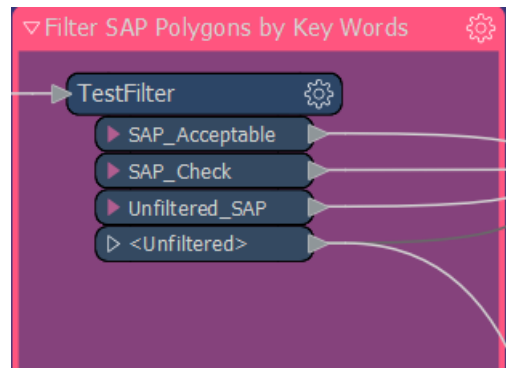 Filter SAP Polygons by Key Words
TestFilter
SAP_Acceptable
SAP_Check
Unfiltered_SAP
<Unfiltered>